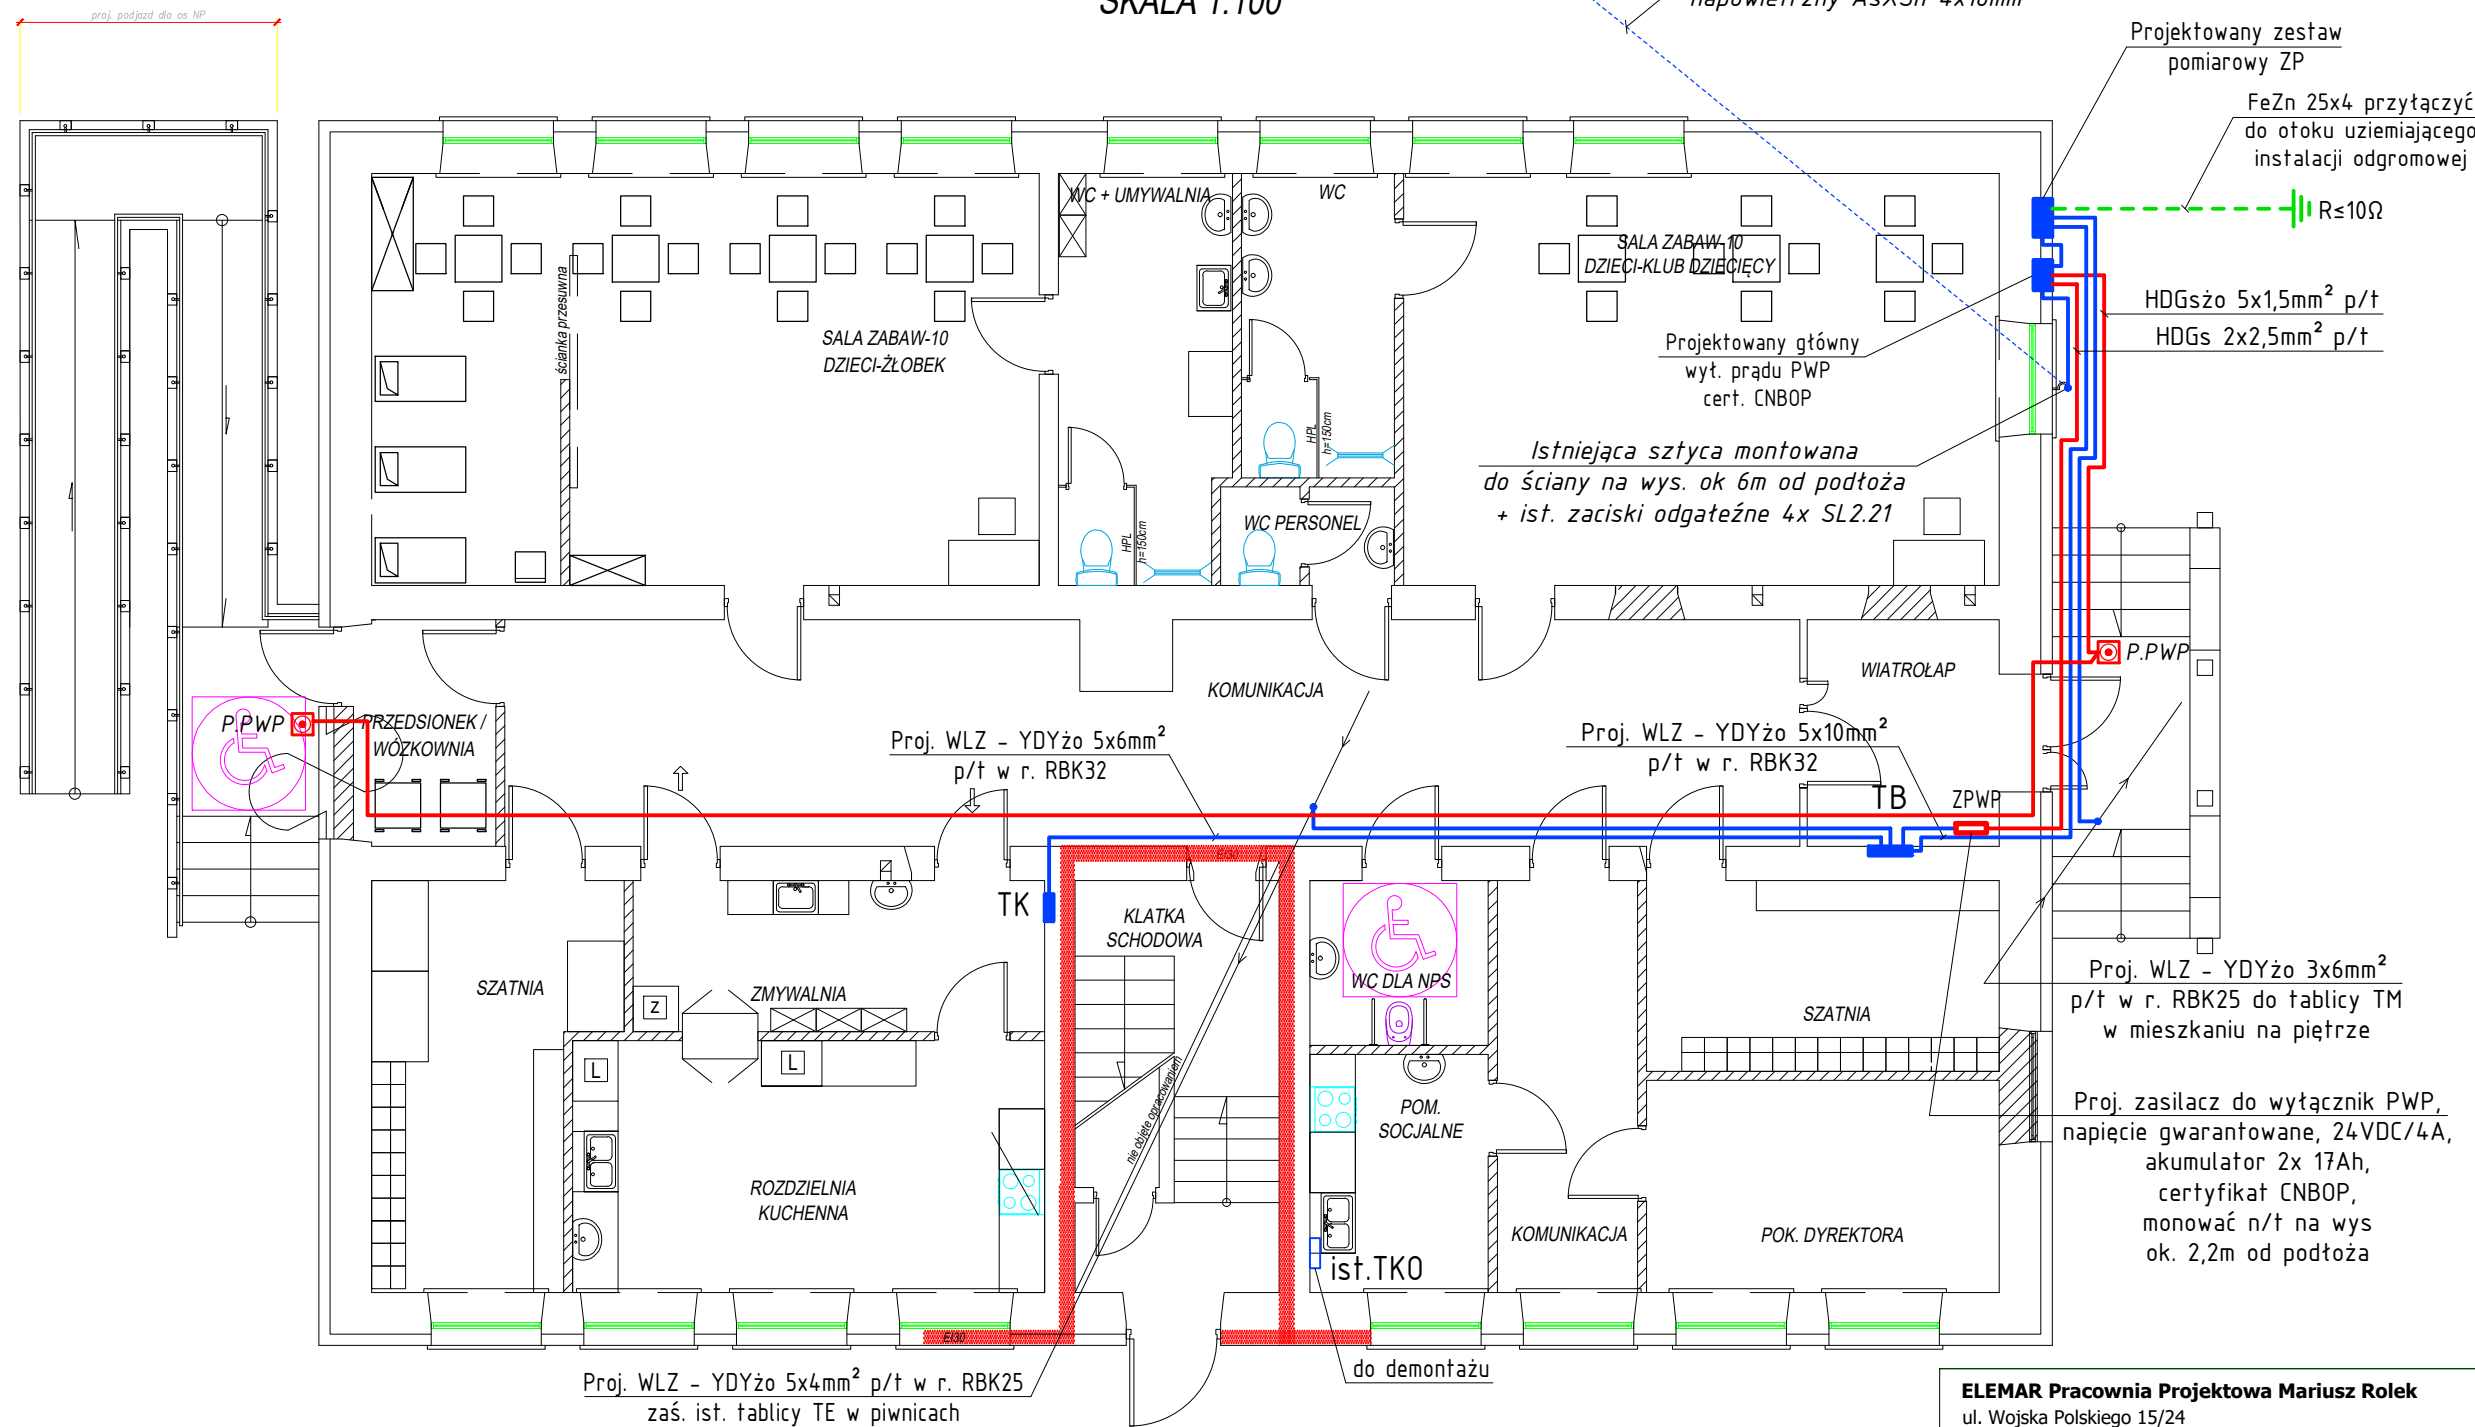 proj. podjazd dla os NP
SKALA 1:100
napowietrzny AsXSn 4x16mm
Projektowany zestaw
pomiarowy ZP
FeZn 25x4 przyłączyć
do otoku uziemiającego
instalacji odgromowej
R≤10Ω
HDGsżo 5x1,5mm² p/t
HDGs 2x2,5mm² p/t
WC + UMYWALNIA
WC
SALA ZABAW-10
DZIECI-KLUB DZIECIĘCY
ścianka przesuwna
SALA ZABAW-10
DZIECI-ŻŁOBEK
Projektowany główny
wył. prądu PWP
cert. CNBOP
HPL
h=150cm
Istniejąca sztyca montowana
do ściany na wys. ok 6m od podłoża
+ ist. zaciski odgałeźne 4x SL2.21
WC PERSONEL
HPL
h=150cm
P.PWP
WIATROŁAP
KOMUNIKACJA
P.PWP
PRZEDSIONEK /
WÓZKOWNIA
Proj. WLZ - YDYżo 5x6mm²
p/t w r. RBK32
Proj. WLZ - YDYżo 5x10mm²
p/t w r. RBK32
TB
ZPWP
EI30
TK
KLATKA
SCHODOWA
WC DLA NPS
SZATNIA
ZMYWALNIA
Z
SZATNIA
Proj. WLZ - YDYżo 3x6mm²
p/t w r. RBK25 do tablicy TM
w mieszkaniu na piętrze
L
L
nie objęte opracowaniem
POM.
SOCJALNE
Proj. zasilacz do wyłącznik PWP,
napięcie gwarantowane, 24VDC/4A,
akumulator 2x 17Ah,
certyfikat CNBOP,
monować n/t na wys
ok. 2,2m od podłoża
ROZDZIELNIA
KUCHENNA
KOMUNIKACJA
POK. DYREKTORA
ist.TKO
EI30
do demontażu
Proj. WLZ - YDYżo 5x4mm² p/t w r. RBK25
zaś. ist. tablicy TE w piwnicach
ELEMAR Pracownia Projektowa Mariusz Rolek
ul. Wojska Polskiego 15/24